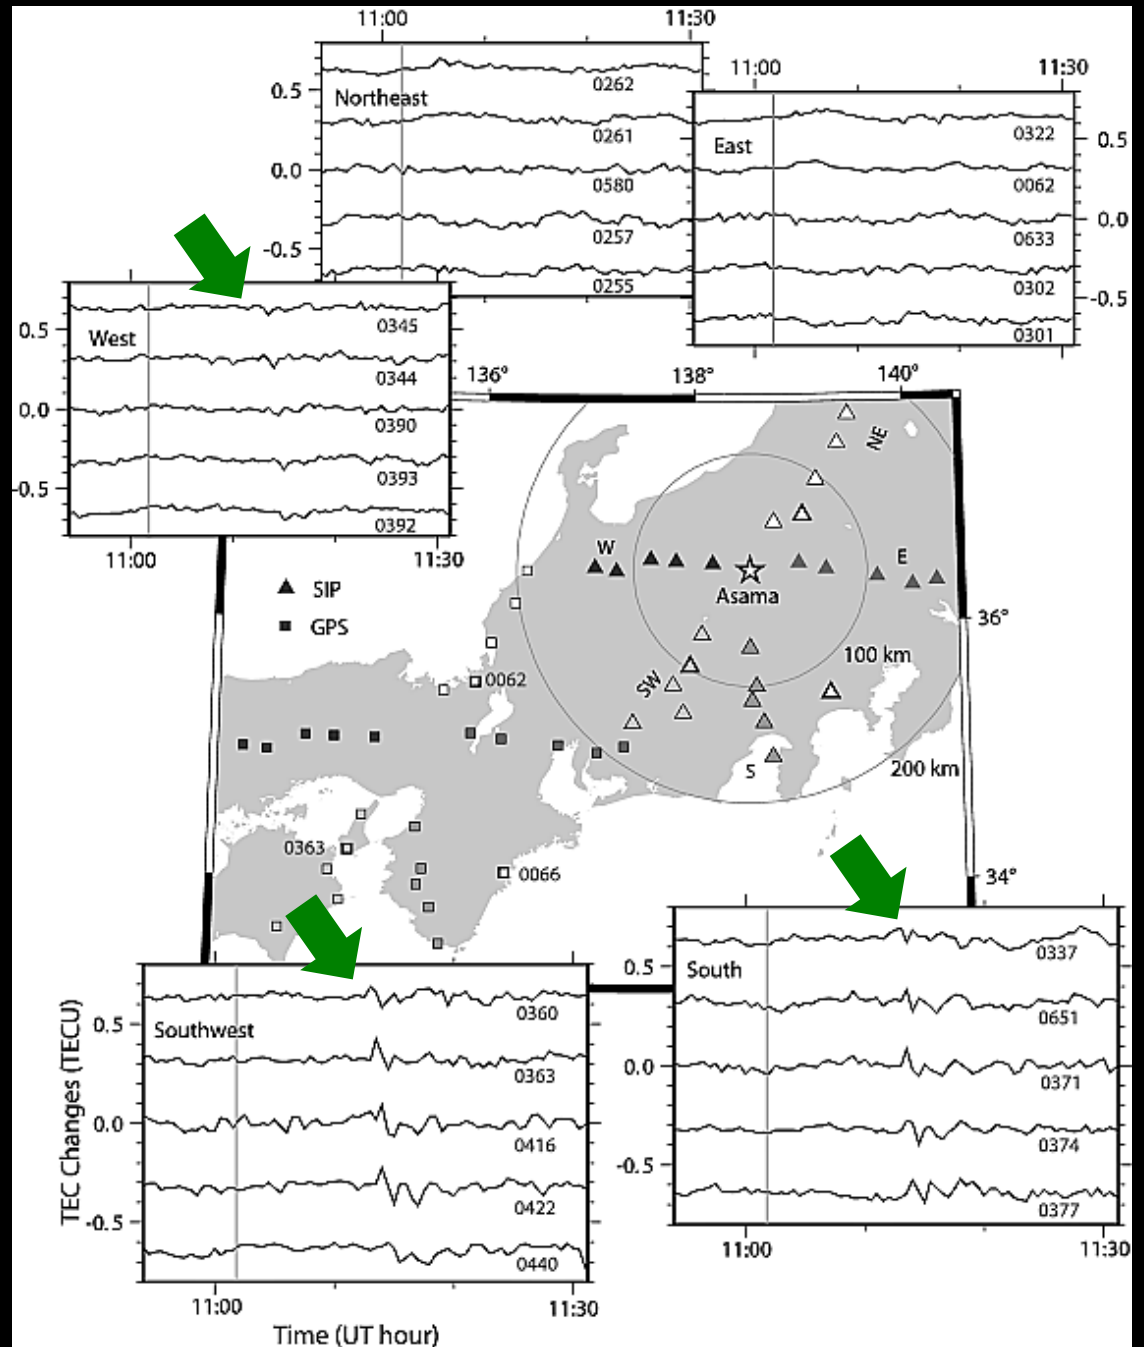 11:00 11:30
Northeast
0.5
0.0
-0.5
0262
0261
0580
0257
0255
11:00 11:30
East
0.5
0.0
-0.5
0322
0062
0633
0302
0301
West
0.5
0.0
-0.5
0345
0344
0390
0393
0392
11:00 11:30
136° 138° 140°
NE
W
E
Asama
SIP
GPS
36°
100 km
0062
SW
S
200 km
0363
0066
34°
Southwest
0.5
0.0
-0.5
0360
0363
0416
0422
0440
TEC Changes (TECU)
11:00 11:30
Time (UT hour)
South
0.5
0.0
-0.5
0337
0651
0371
0374
0377
11:00 11:30